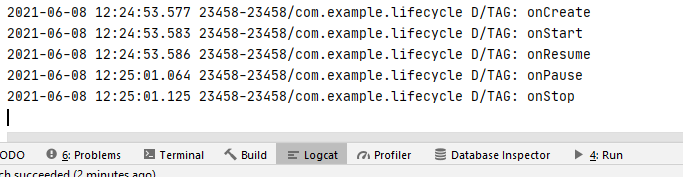 2021-06-08 12:24:53.577 23458-23458/com.example.lifecycle D/TAG: onCreate
2021-06-08 12:24:53.583 23458-23458/com.example.lifecycle D/TAG: onStart
2021-06-08 12:24:53.586 23458-23458/com.example.lifecycle D/TAG: onResume
2021-06-08 12:25:01.064 23458-23458/com.example.lifecycle D/TAG: onPause
2021-06-08 12:25:01.125 23458-23458/com.example.lifecycle D/TAG: onStop
ODO 6: Problems Terminal Build Logcat Profiler Database Inspector 4: Run
ch succeeded (2 minutes ago)